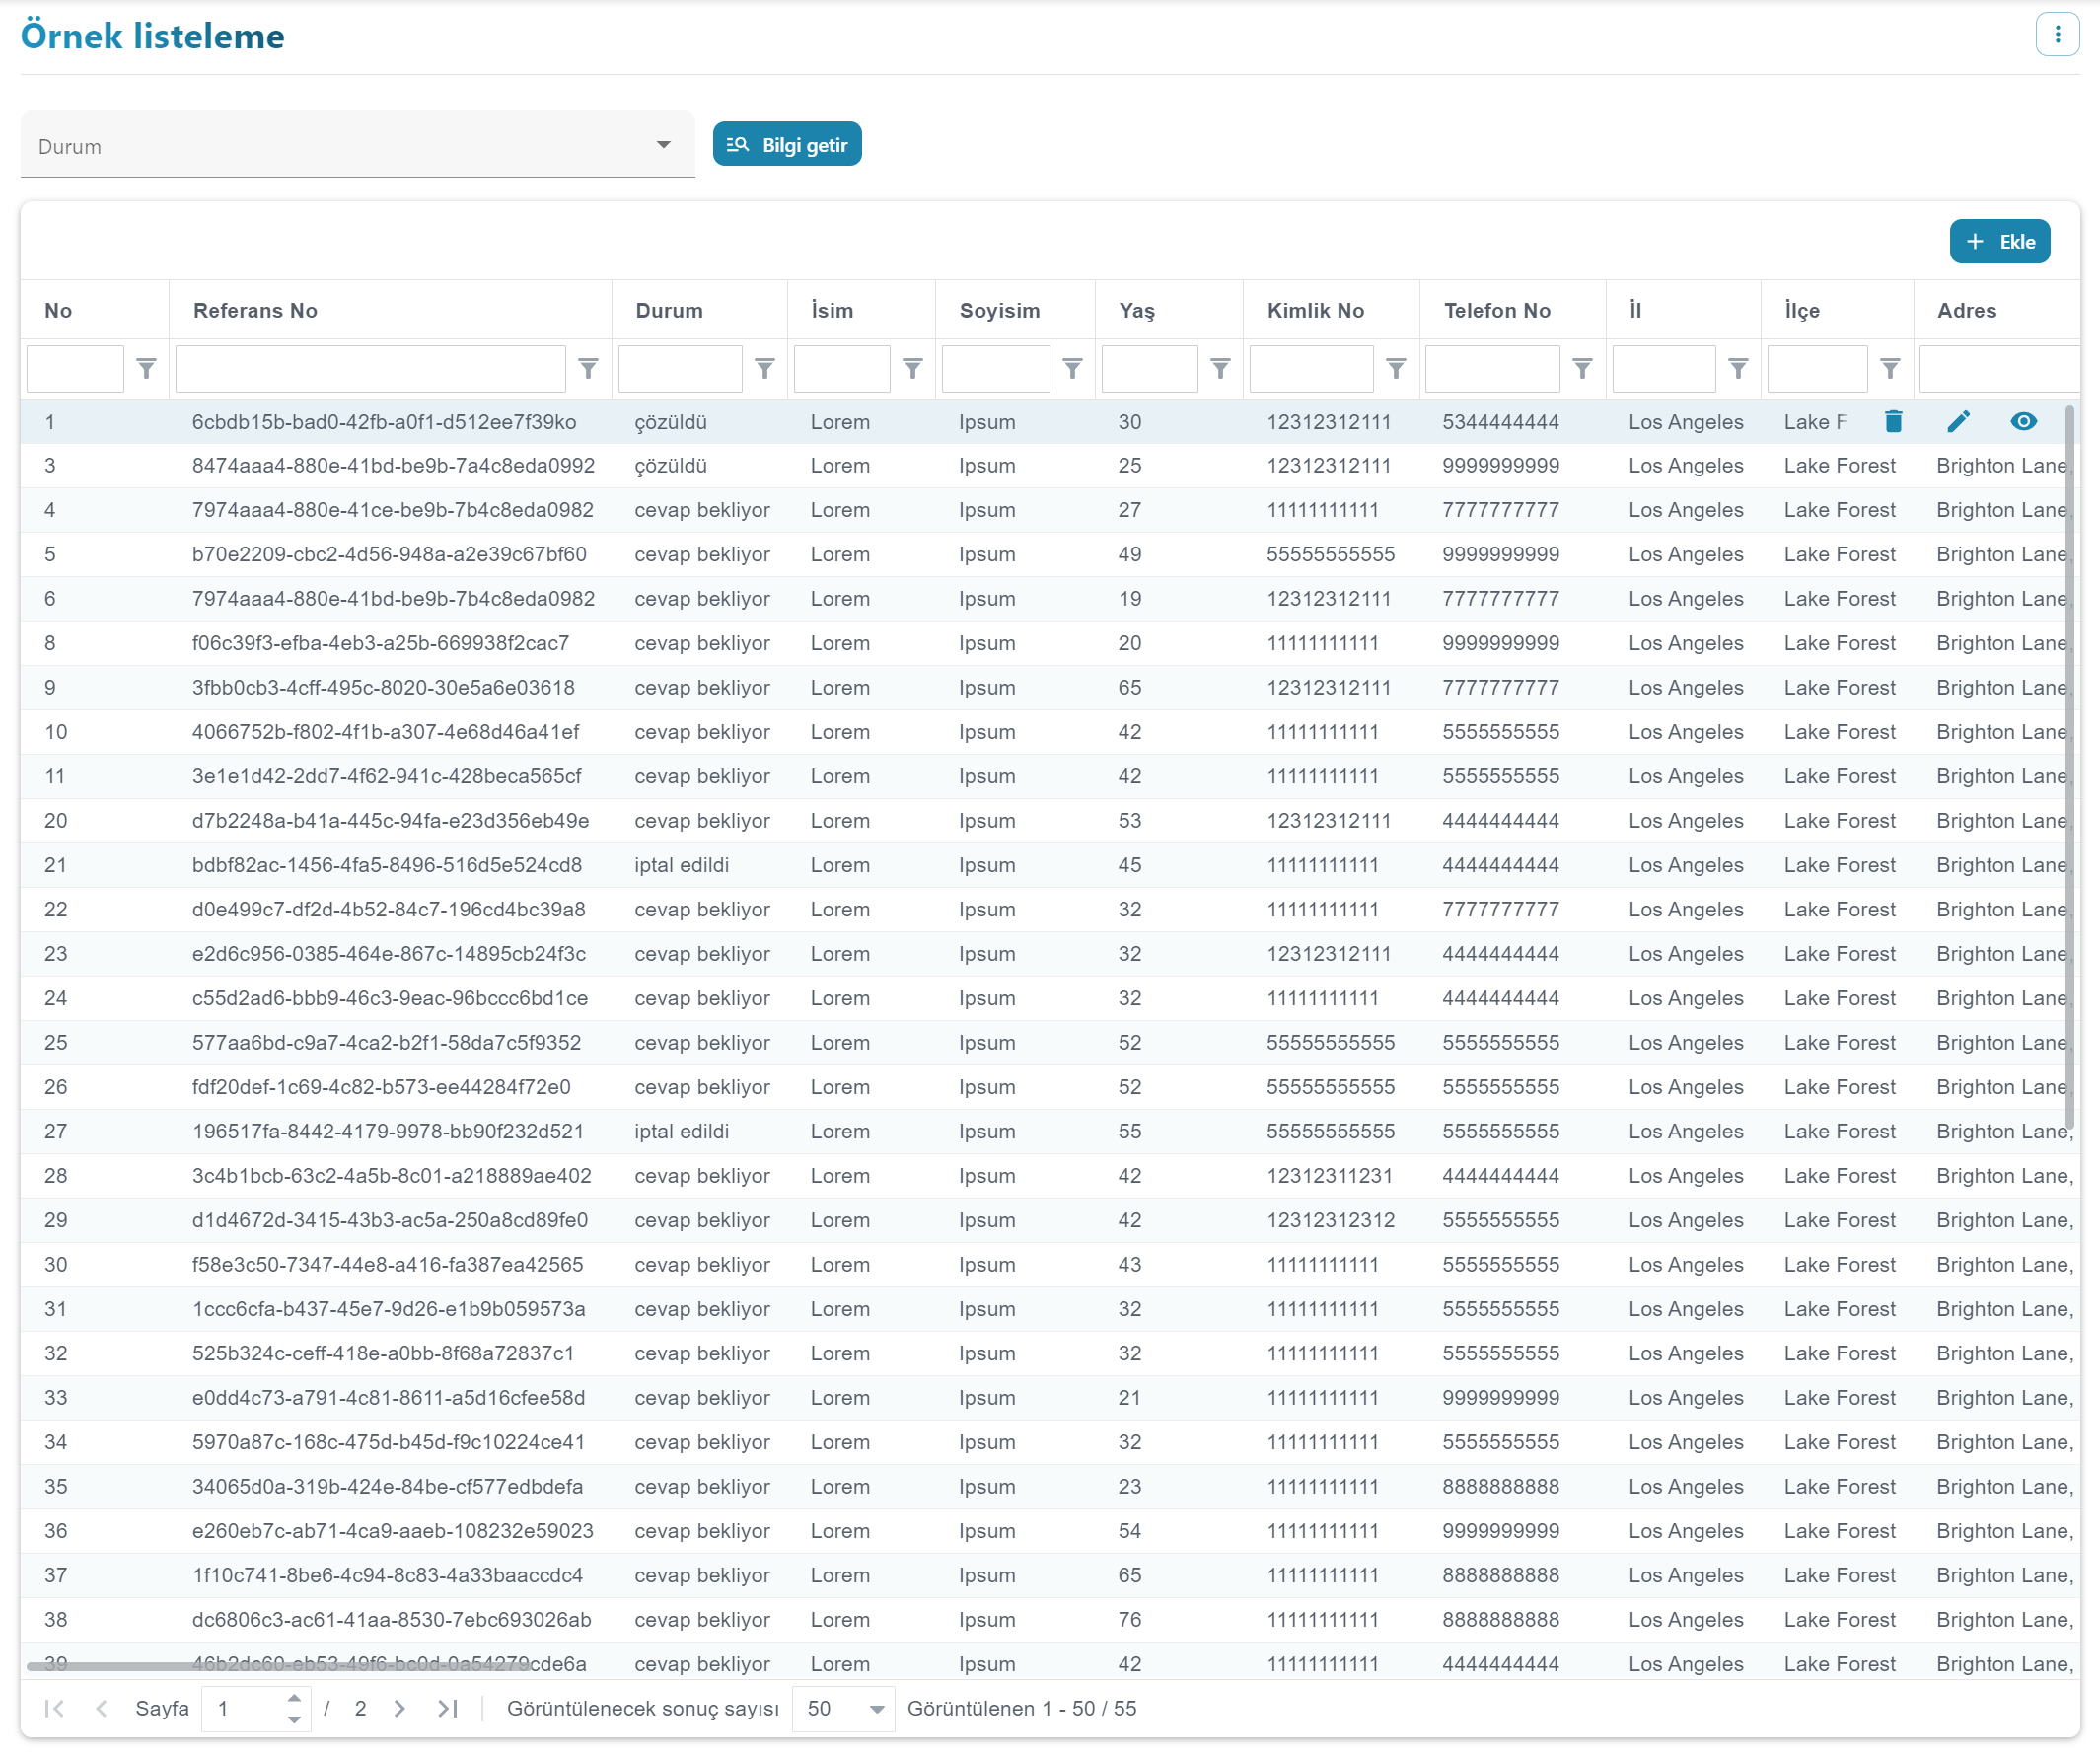 Örnek listeleme
Durum
Bilgi getir
Ekle
No Referans No Durum İsim Soyisim Yaş Kimlik No Telefon No İl İlçe Adres
1 6cbdb15b-bad0-42fb-a0f1-d512ee7f39ko çözüldü Lorem Ipsum 30 12312312111 5344444444 Los Angeles Lake F
3 8474aaa4-880e-41bd-be9b-7a4c8eda0992 çözüldü Lorem Ipsum 25 12312312111 9999999999 Los Angeles Lake Forest Brighton Lane,
4 7974aaa4-880e-41ce-be9b-7b4c8eda0982 cevap bekliyor Lorem Ipsum 27 11111111111 7777777777 Los Angeles Lake Forest Brighton Lane,
5 b70e2209-cbc2-4d56-948a-a2e39c67bf60 cevap bekliyor Lorem Ipsum 49 55555555555 9999999999 Los Angeles Lake Forest Brighton Lane,
6 7974aaa4-880e-41bd-be9b-7b4c8eda0982 cevap bekliyor Lorem Ipsum 19 12312312111 7777777777 Los Angeles Lake Forest Brighton Lane,
8 f06c39f3-efba-4eb3-a25b-669938f2cac7 cevap bekliyor Lorem Ipsum 20 11111111111 9999999999 Los Angeles Lake Forest Brighton Lane,
9 3fbb0cb3-4cff-495c-8020-30e5a6e03618 cevap bekliyor Lorem Ipsum 65 12312312111 7777777777 Los Angeles Lake Forest Brighton Lane,
10 4066752b-f802-4f1b-a307-4e68d46a41ef cevap bekliyor Lorem Ipsum 42 11111111111 5555555555 Los Angeles Lake Forest Brighton Lane,
11 3e1e1d42-2dd7-4f62-941c-428beca565cf cevap bekliyor Lorem Ipsum 42 11111111111 5555555555 Los Angeles Lake Forest Brighton Lane,
20 d7b2248a-b41a-445c-94fa-e23d356eb49e cevap bekliyor Lorem Ipsum 53 12312312111 4444444444 Los Angeles Lake Forest Brighton Lane,
21 bdbf82ac-1456-4fa5-8496-516d5e524cd8 iptal edildi Lorem Ipsum 45 11111111111 4444444444 Los Angeles Lake Forest Brighton Lane,
22 d0e499c7-df2d-4b52-84c7-196cd4bc39a8 cevap bekliyor Lorem Ipsum 32 11111111111 7777777777 Los Angeles Lake Forest Brighton Lane,
23 e2d6c956-0385-464e-867c-14895cb24f3c cevap bekliyor Lorem Ipsum 32 12312312111 4444444444 Los Angeles Lake Forest Brighton Lane,
24 c55d2ad6-bbb9-46c3-9eac-96bccc6bd1ce cevap bekliyor Lorem Ipsum 32 11111111111 4444444444 Los Angeles Lake Forest Brighton Lane,
25 577aa6bd-c9a7-4ca2-b2f1-58da7c5f9352 cevap bekliyor Lorem Ipsum 52 55555555555 5555555555 Los Angeles Lake Forest Brighton Lane,
26 fdf20def-1c69-4c82-b573-ee44284f72e0 cevap bekliyor Lorem Ipsum 52 55555555555 5555555555 Los Angeles Lake Forest Brighton Lane,
27 196517fa-8442-4179-9978-bb90f232d521 iptal edildi Lorem Ipsum 55 55555555555 5555555555 Los Angeles Lake Forest Brighton Lane,
28 3c4b1bcb-63c2-4a5b-8c01-a218889ae402 cevap bekliyor Lorem Ipsum 42 12312311231 4444444444 Los Angeles Lake Forest Brighton Lane,
29 d1d4672d-3415-43b3-ac5a-250a8cd89fe0 cevap bekliyor Lorem Ipsum 42 12312312312 5555555555 Los Angeles Lake Forest Brighton Lane,
30 f58e3c50-7347-44e8-a416-fa387ea42565 cevap bekliyor Lorem Ipsum 43 11111111111 5555555555 Los Angeles Lake Forest Brighton Lane,
31 1ccc6cfa-b437-45e7-9d26-e1b9b059573a cevap bekliyor Lorem Ipsum 32 11111111111 5555555555 Los Angeles Lake Forest Brighton Lane,
32 525b324c-ceff-418e-a0bb-8f68a72837c1 cevap bekliyor Lorem Ipsum 32 11111111111 5555555555 Los Angeles Lake Forest Brighton Lane,
33 e0dd4c73-a791-4c81-8611-a5d16cfee58d cevap bekliyor Lorem Ipsum 21 11111111111 9999999999 Los Angeles Lake Forest Brighton Lane,
34 5970a87c-168c-475d-b45d-f9c10224ce41 cevap bekliyor Lorem Ipsum 32 11111111111 5555555555 Los Angeles Lake Forest Brighton Lane,
35 34065d0a-319b-424e-84be-cf577edbdefa cevap bekliyor Lorem Ipsum 23 11111111111 8888888888 Los Angeles Lake Forest Brighton Lane,
36 e260eb7c-ab71-4ca9-aaeb-108232e59023 cevap bekliyor Lorem Ipsum 54 11111111111 9999999999 Los Angeles Lake Forest Brighton Lane,
37 1f10c741-8be6-4c94-8c83-4a33baaccdc4 cevap bekliyor Lorem Ipsum 65 11111111111 8888888888 Los Angeles Lake Forest Brighton Lane,
38 dc6806c3-ac61-41aa-8530-7ebc693026ab cevap bekliyor Lorem Ipsum 76 11111111111 8888888888 Los Angeles Lake Forest Brighton Lane,
39 46b2dc60-eb53-49f6-bc0d-0a54279cde6a cevap bekliyor Lorem Ipsum 42 11111111111 4444444444 Los Angeles Lake Forest Brighton Lane,
Sayfa 1 / 2 Görüntülenecek sonuç sayısı 50 Görüntülenen 1 - 50 / 55